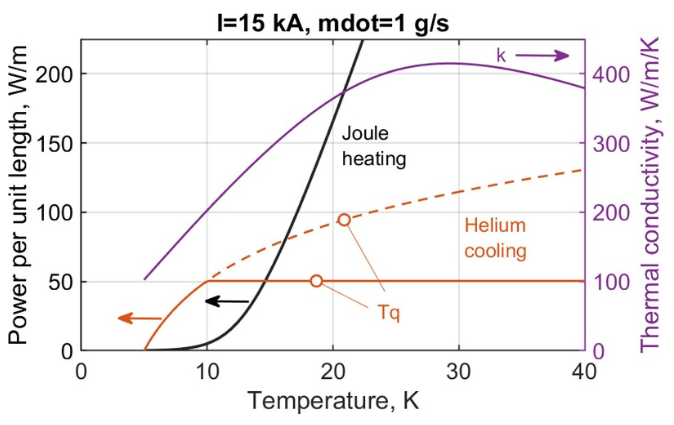 I=15 kA, mdot=1 g/s
Power per unit length, W/m
200
150
100
50
0
k
Joule
heating
Helium
cooling
Tq
400
300
200
100
0
Thermal conductivity, W/m/K
0
10
20
30
40
Temperature, K